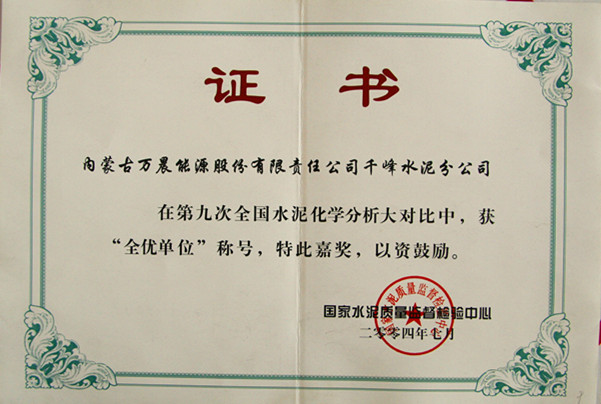 证书
内蒙古万晨能源股份有限责任公司千峰水泥分公司
在第九次全国水泥化学分析大对比中，获
“全优单位”称号，特此嘉奖，以资鼓励。
国家水泥质量监督检验中心
二〇〇四年七月